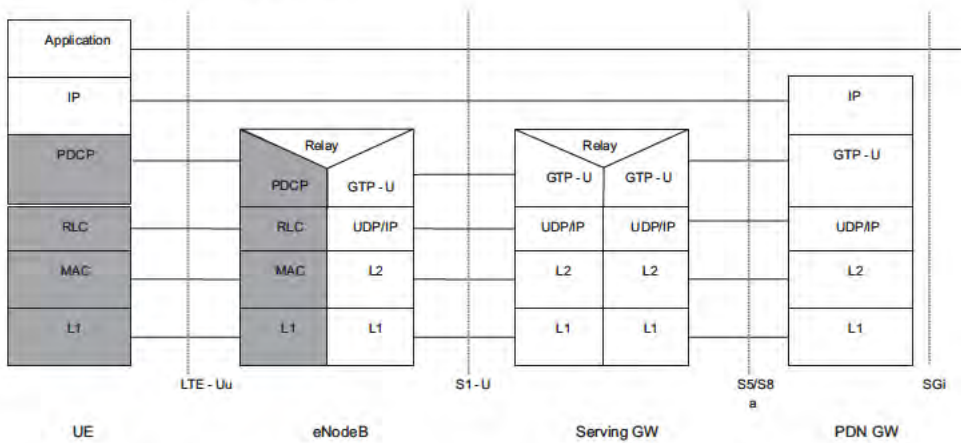 Application
IP
IP
PDCP
Relay
Relay
GTP-U
PDCP
GTP - U
GTP - U
GTP - U
RLC
RLC
UDP/IP
UDP/IP
UDP/IP
UDP/IP
MAC
MAC
L2
L2
L2
L2
L1
L1
L1
L1
L1
L1
LTE - Uu
S1 - U
S5/S8
a
SGi
UE
eNodeB
Serving GW
PDN GW